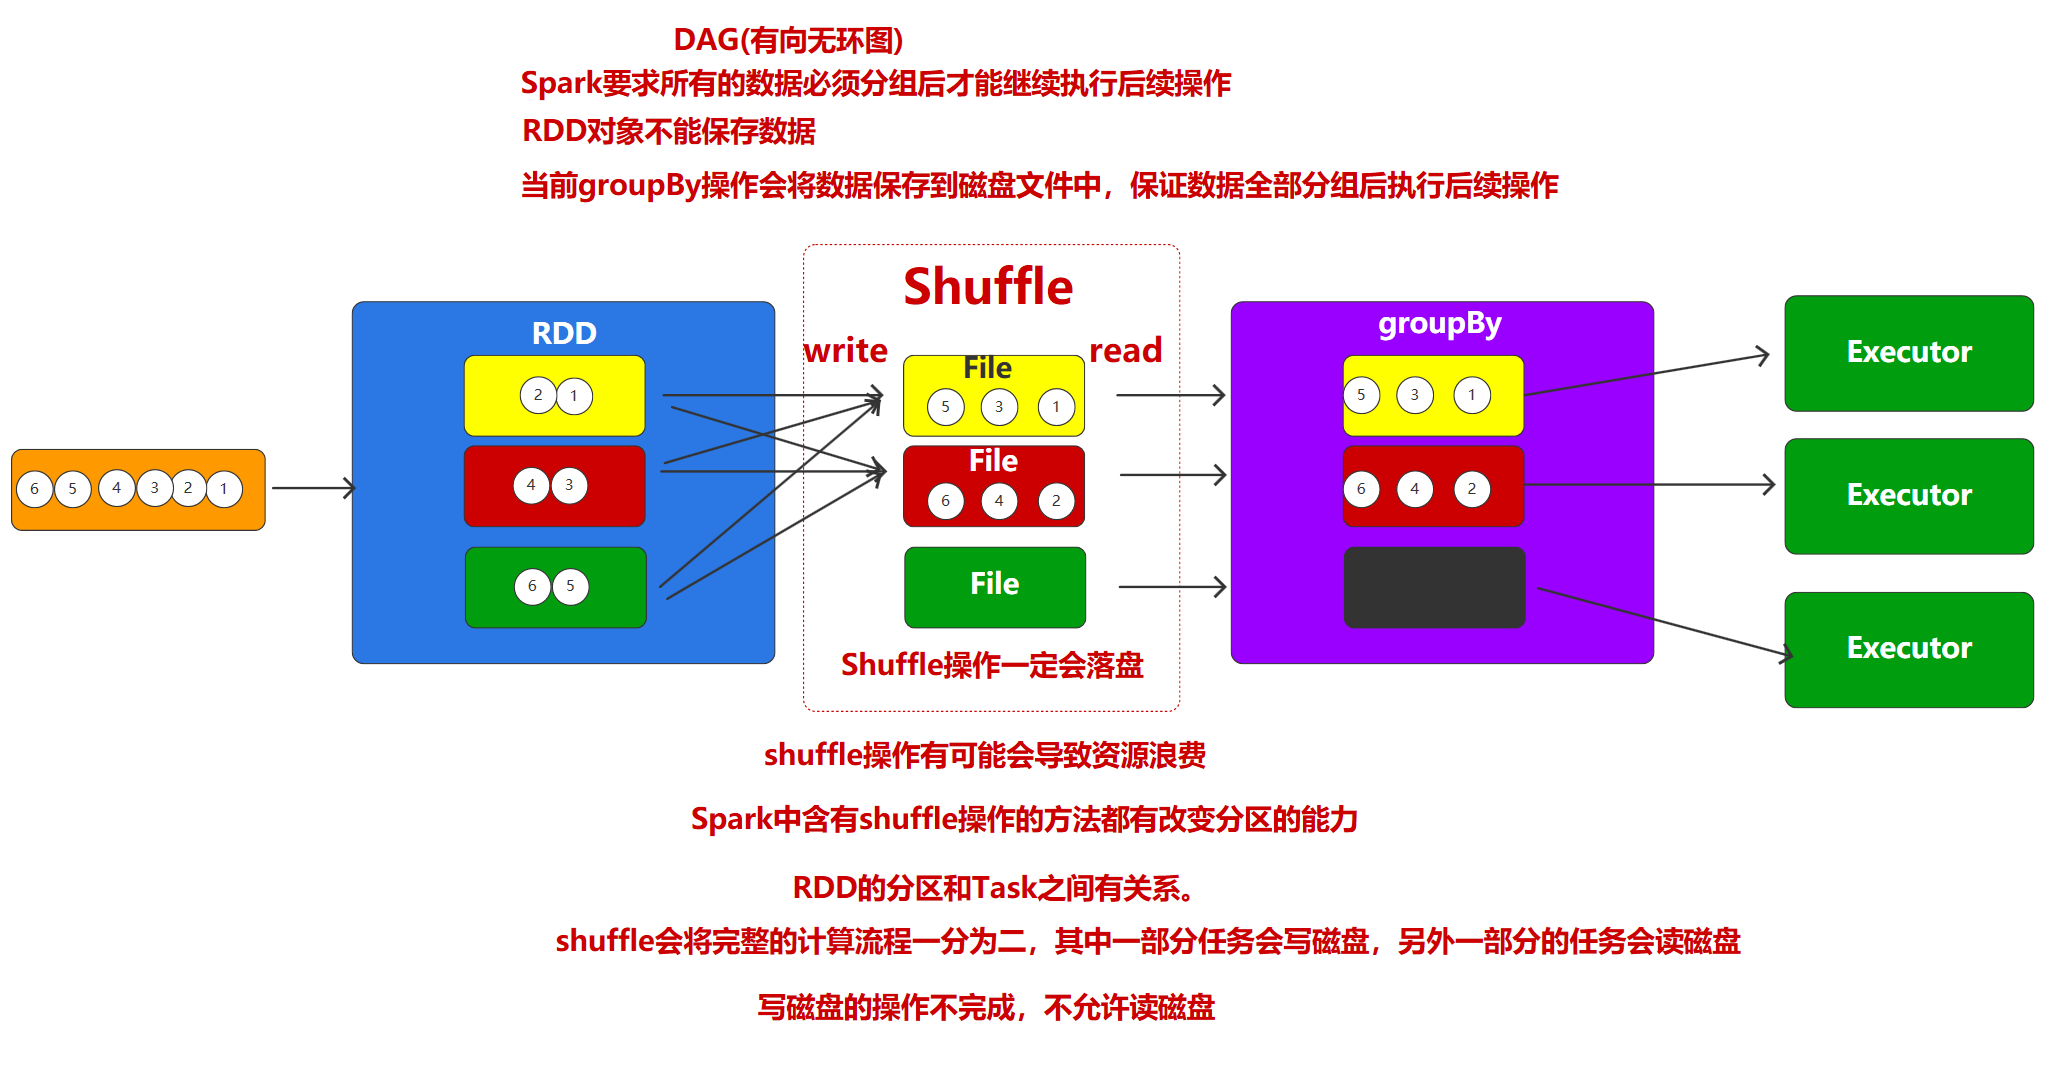 DAG(有向无环图)
Spark要求所有的数据必须分组后才能继续执行后续操作
RDD对象不能保存数据
当前groupBy操作会将数据保存到磁盘文件中，保证数据全部分组后执行后续操作
6 5 4 3 2 1
RDD
2 1
4 3
6 5
Shuffle
write
read
File
5 3 1
File
6 4 2
File
Shuffle操作一定会落盘
groupBy
5 3 1
6 4 2
Executor
Executor
Executor
shuffle操作有可能会导致资源浪费
Spark中含有shuffle操作的方法都有改变分区的能力
RDD的分区和Task之间有关系。
shuffle会将完整的计算流程一分为二，其中一部分任务会写磁盘，另外一部分的任务会读磁盘
写磁盘的操作不完成，不允许读磁盘